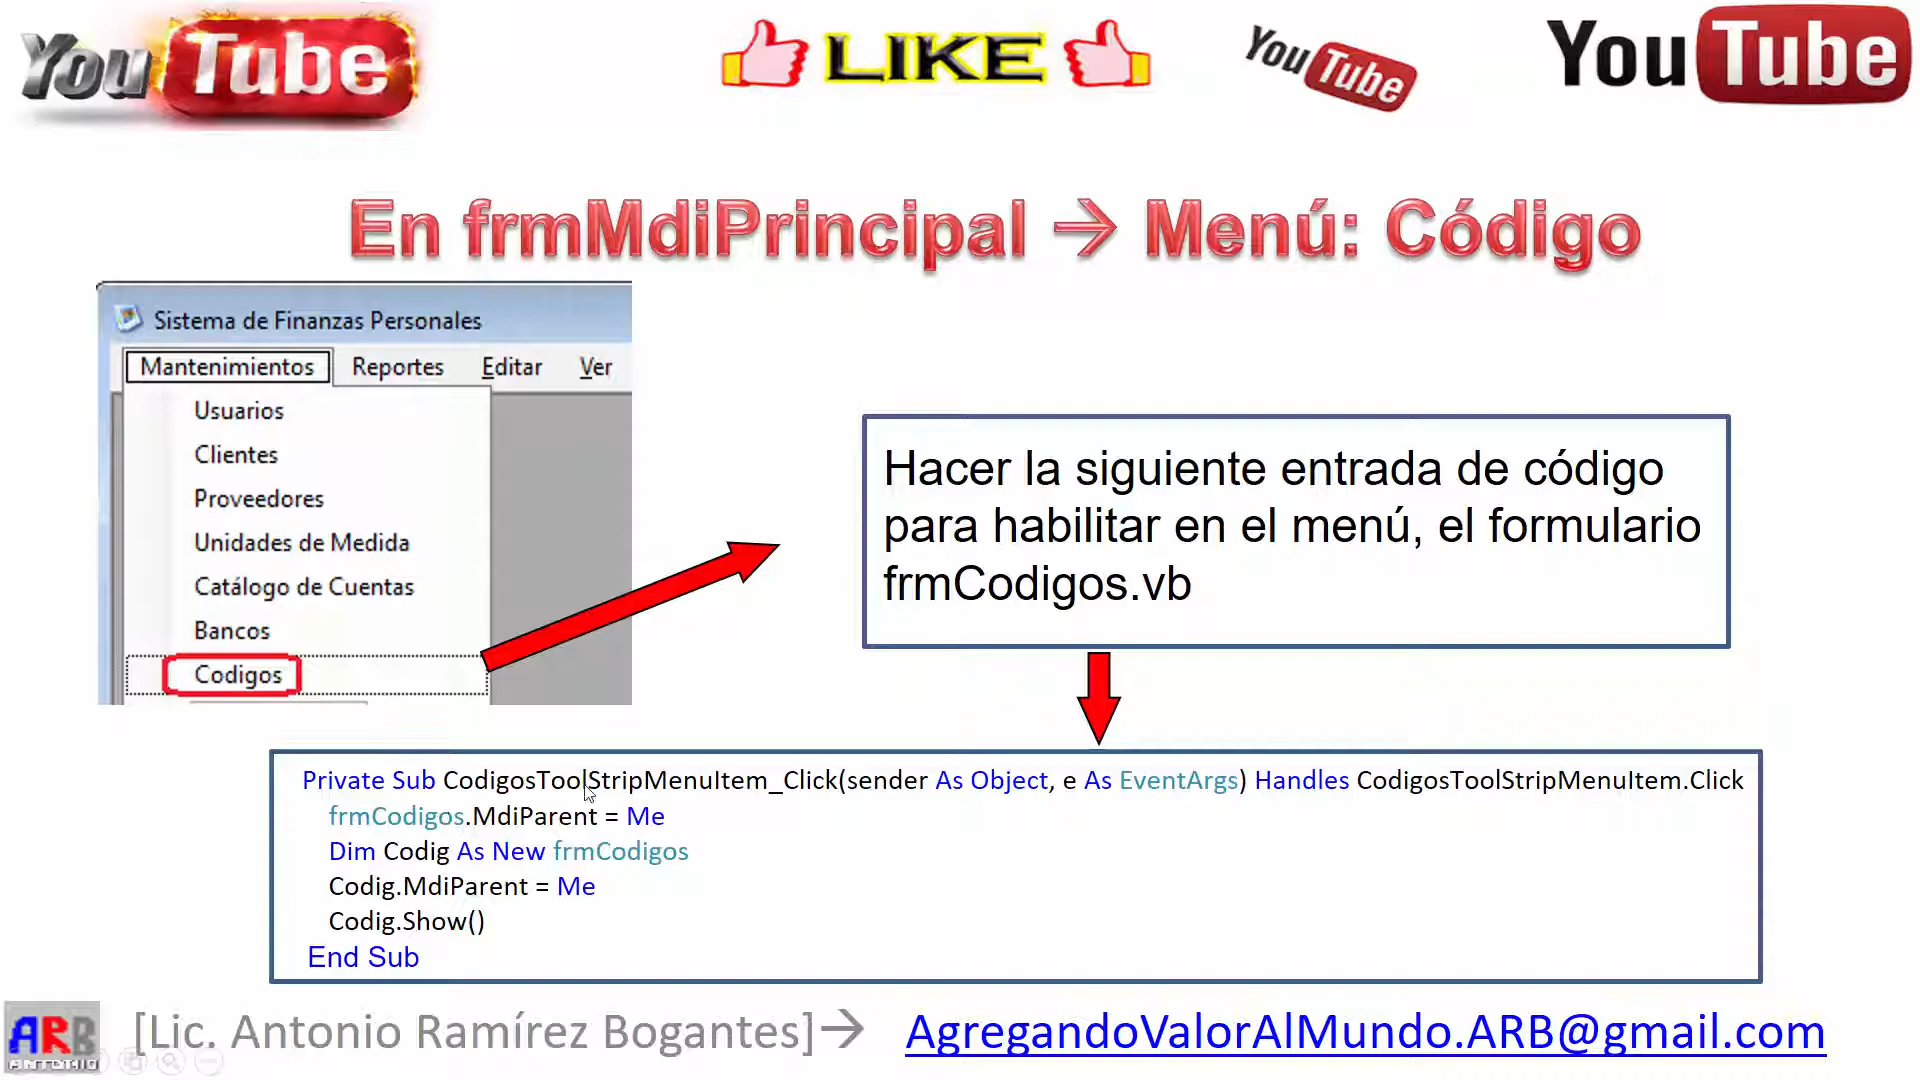 YouTube
LIKE
YouTube
YouTube
En frmMdiPrincipal → Menú: Código
Sistema de Finanzas Personales
Mantenimientos Reportes Editar Ver
Usuarios
Clientes
Proveedores
Unidades de Medida
Catálogo de Cuentas
Bancos
Codigos
Hacer la siguiente entrada de código
para habilitar en el menú, el formulario
frmCodigos.vb
Private Sub CodigosToolStripMenuItem_Click(sender As Object, e As EventArgs) Handles CodigosToolStripMenuItem.Click
frmCodigos.MdiParent = Me
Dim Codig As New frmCodigos
Codig.MdiParent = Me
Codig.Show()
End Sub
ARB
ANTONIO
[Lic. Antonio Ramírez Bogantes]→ AgregandoValorAlMundo.ARB@gmail.com